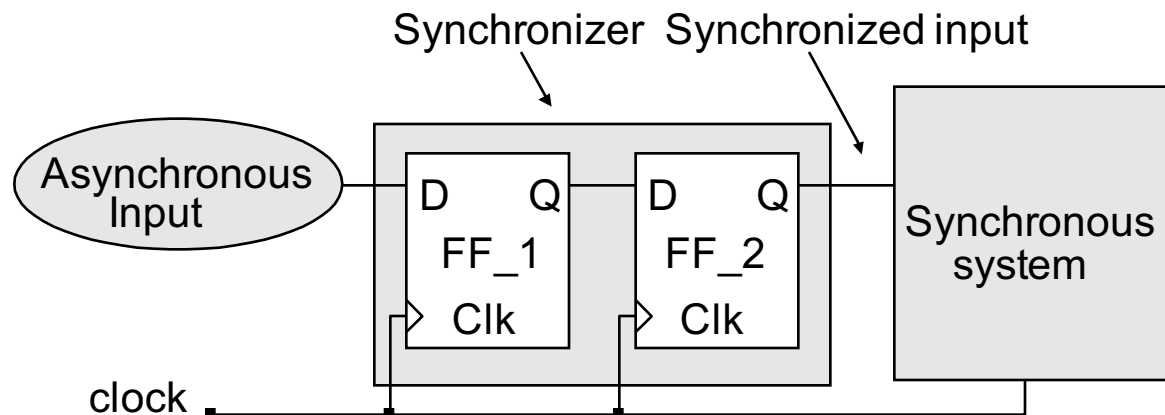 Synchronizer Synchronized input
Asynchronous
Input
D Q
FF_1
Clk
D Q
FF_2
Clk
Synchronous
system
clock